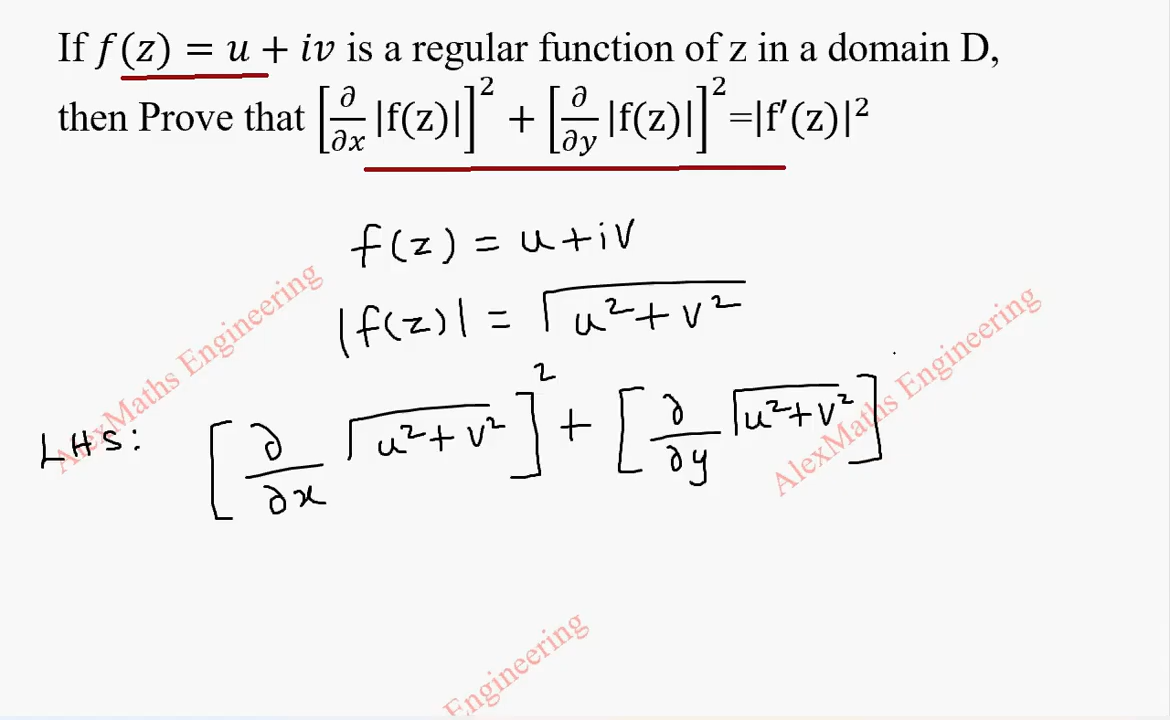 If f(z) = u + iv is a regular function of z in a domain D,
then Prove that [∂/∂x |f(z)|]² + [∂/∂y |f(z)|]² =|f′(z)|²
f(z) = u+iv
|f(z)| = √(u²+v²)
LHS: [∂/∂x √(u²+v²)]² + [∂/∂y √(u²+v²)]
AlexMaths Engineering
AlexMaths Engineering
Engineering